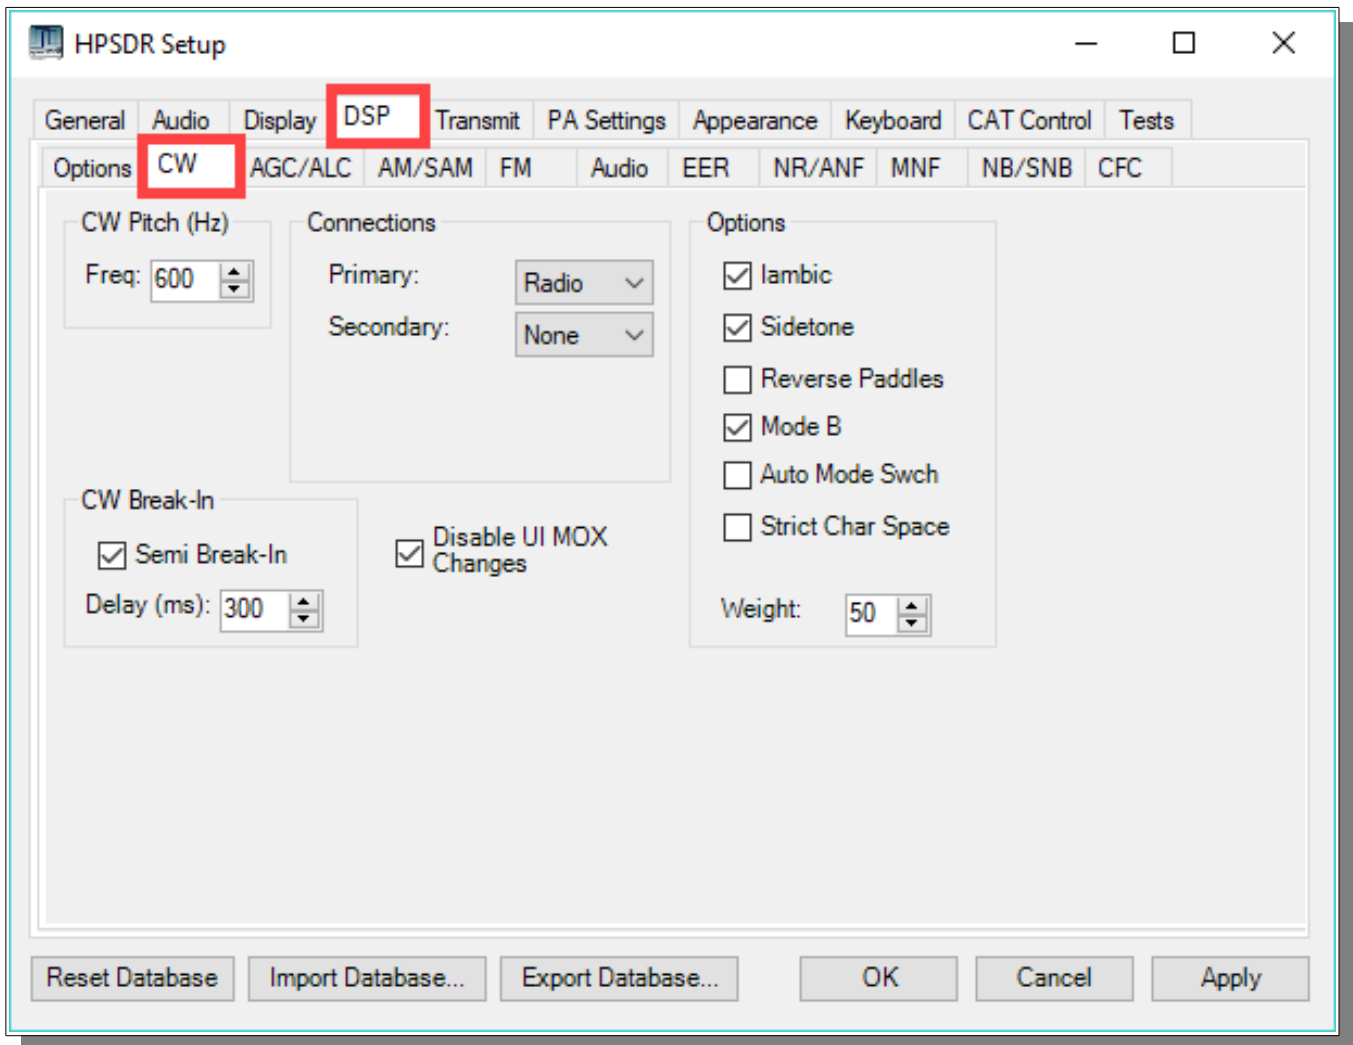 HPSDR Setup
General Audio Display DSP Transmit PA Settings Appearance Keyboard CAT Control Tests
Options CW AGC/ALC AM/SAM FM Audio EER NR/ANF MNF NB/SNB CFC
CW Pitch (Hz)
Freq: 600
Connections
Primary: Radio
Secondary: None
Options
Iambic
Sidetone
Reverse Paddles
Mode B
Auto Mode Swch
Strict Char Space
Weight: 50
CW Break-In
Semi Break-In
Delay (ms): 300
Disable UI MOX
Changes
Reset Database Import Database... Export Database... OK Cancel Apply